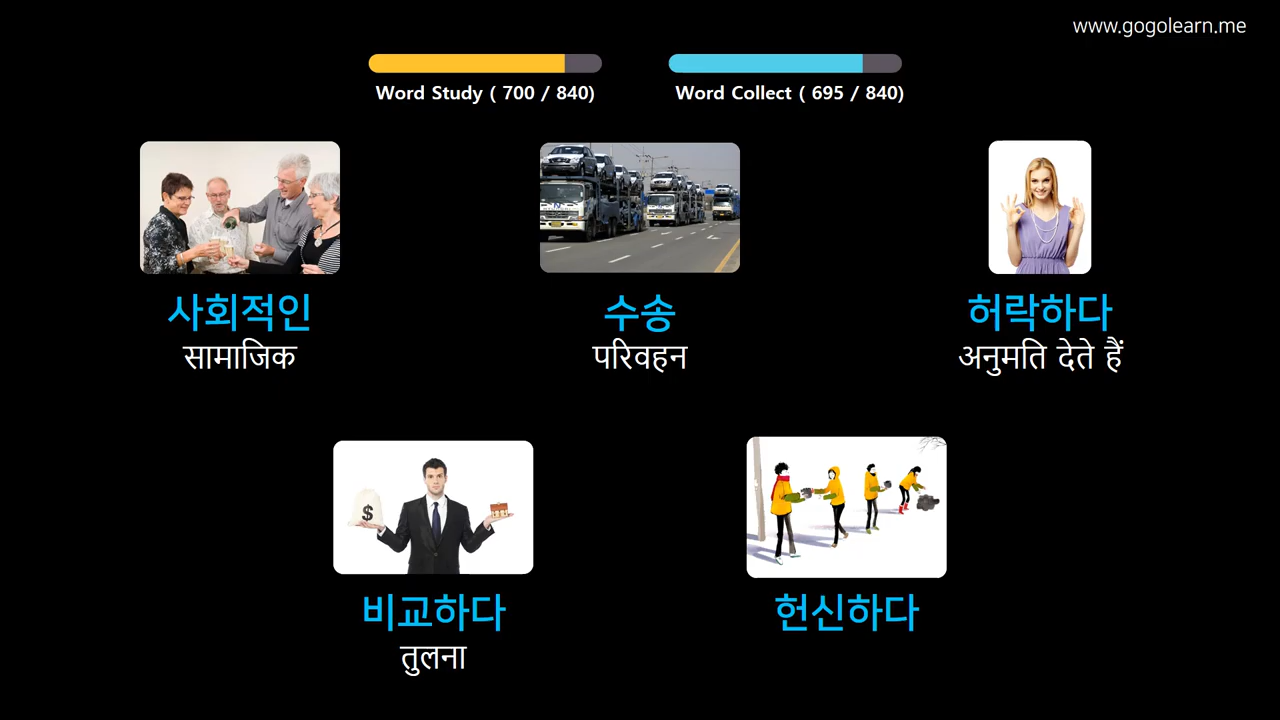 www.gogolearn.me
Word Study ( 700 / 840)
Word Collect ( 695 / 840)
사회적인
सामाजिक
수송
परिवहन
허락하다
अनुमति देते हैं
비교하다
तुलना
헌신하다